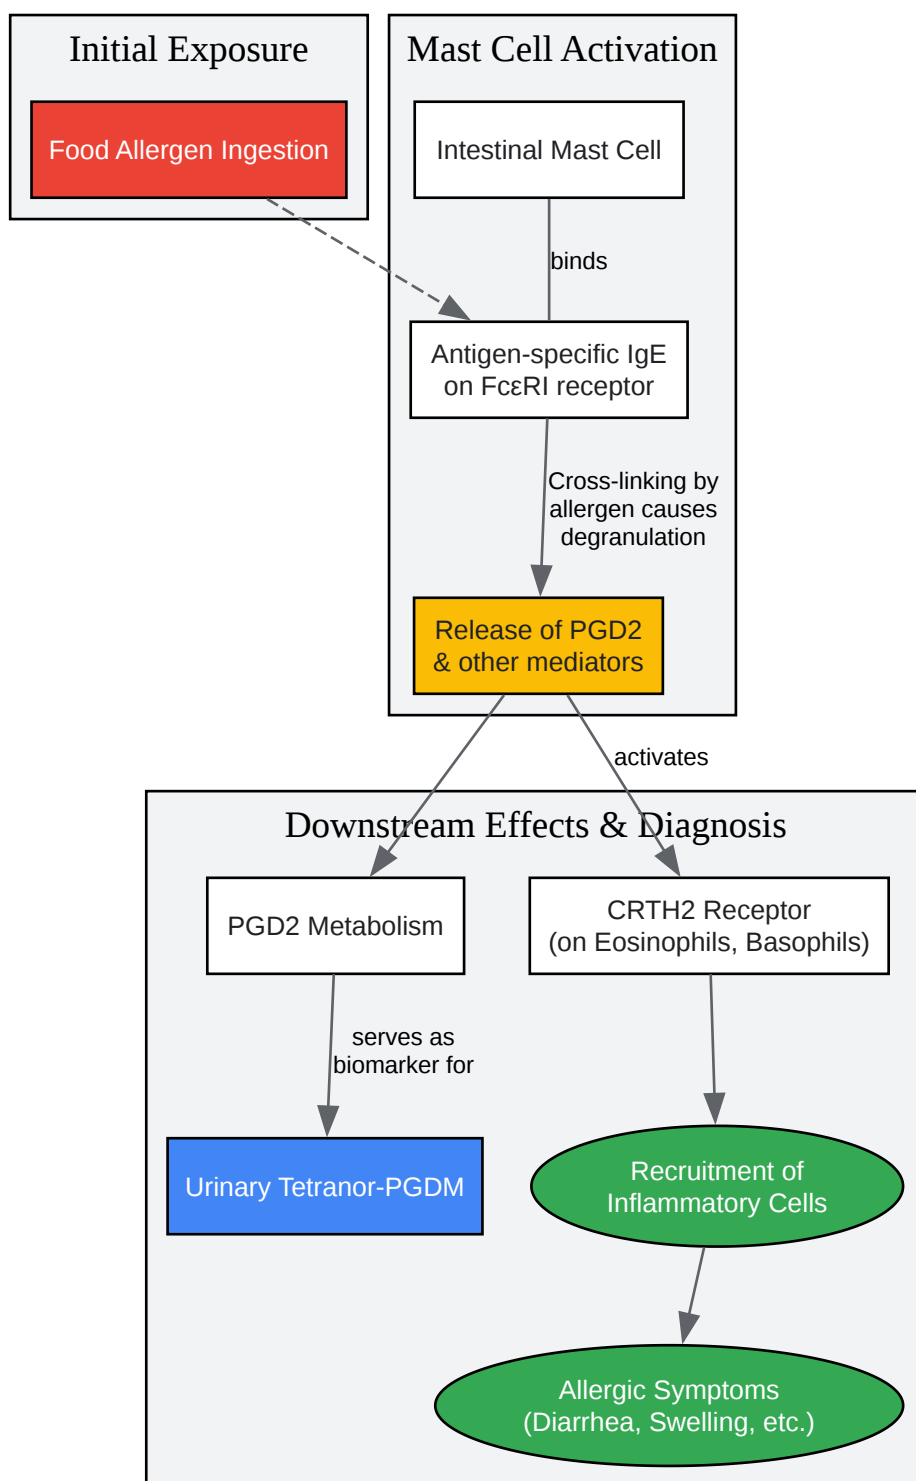 Initial Exposure
Food Allergen Ingestion
Mast Cell Activation
Intestinal Mast Cell
binds
Antigen-specific IgE
on FcεRI receptor
Cross-linking by
allergen causes
degranulation
Release of PGD2
& other mediators
activates
Downstream Effects & Diagnosis
PGD2 Metabolism
CRTH2 Receptor
(on Eosinophils, Basophils)
serves as
biomarker for
Urinary Tetranor-PGDM
Recruitment of
Inflammatory Cells
Allergic Symptoms
(Diarrhea, Swelling, etc.)